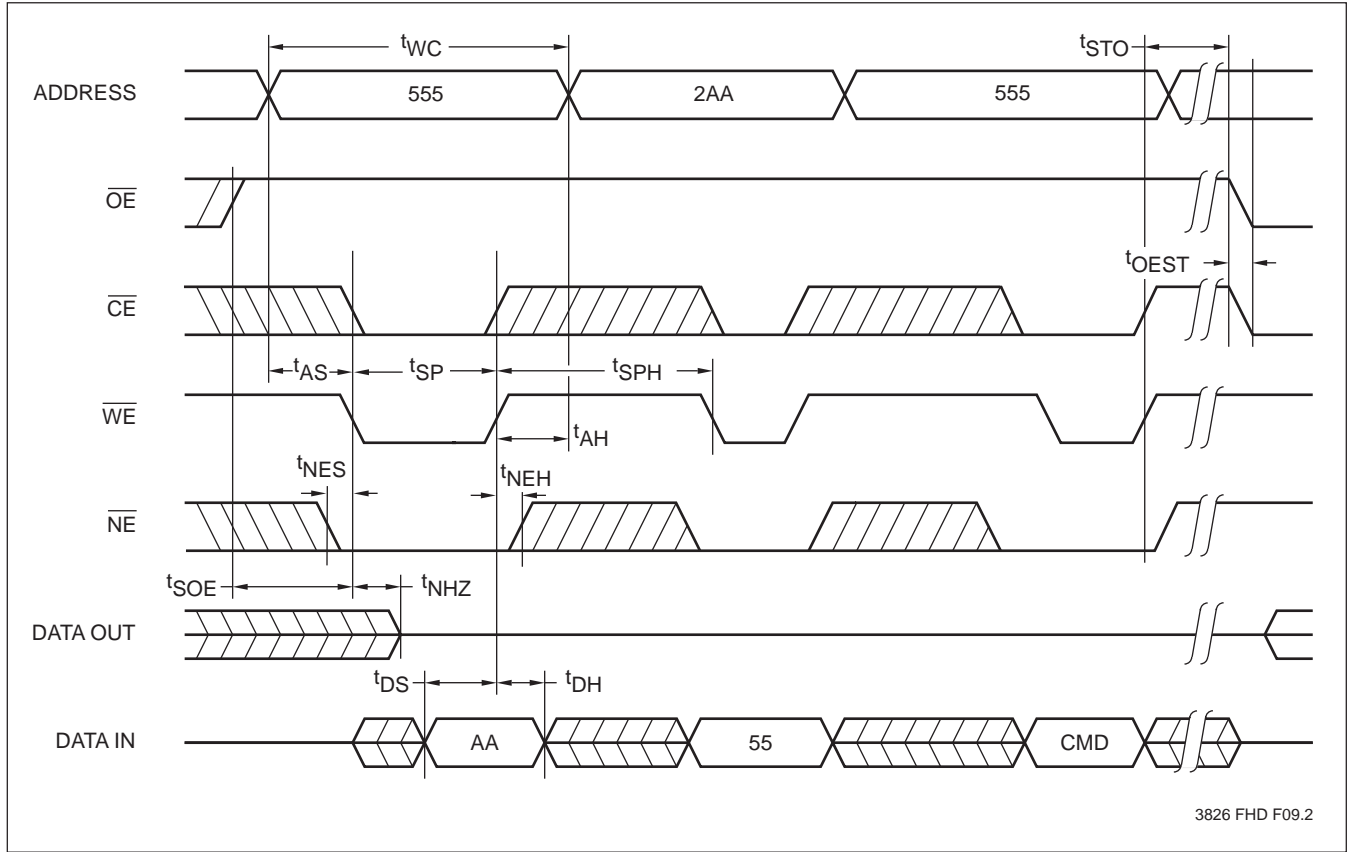 tWC
tSTO
ADDRESS
555
2AA
555
OE
tOEST
CE
tAS
tSP
tSPH
WE
tAH
tNES
tNEH
NE
tSOE
tNHZ
DATA OUT
tDS
tDH
DATA IN
AA
55
CMD
3826 FHD F09.2